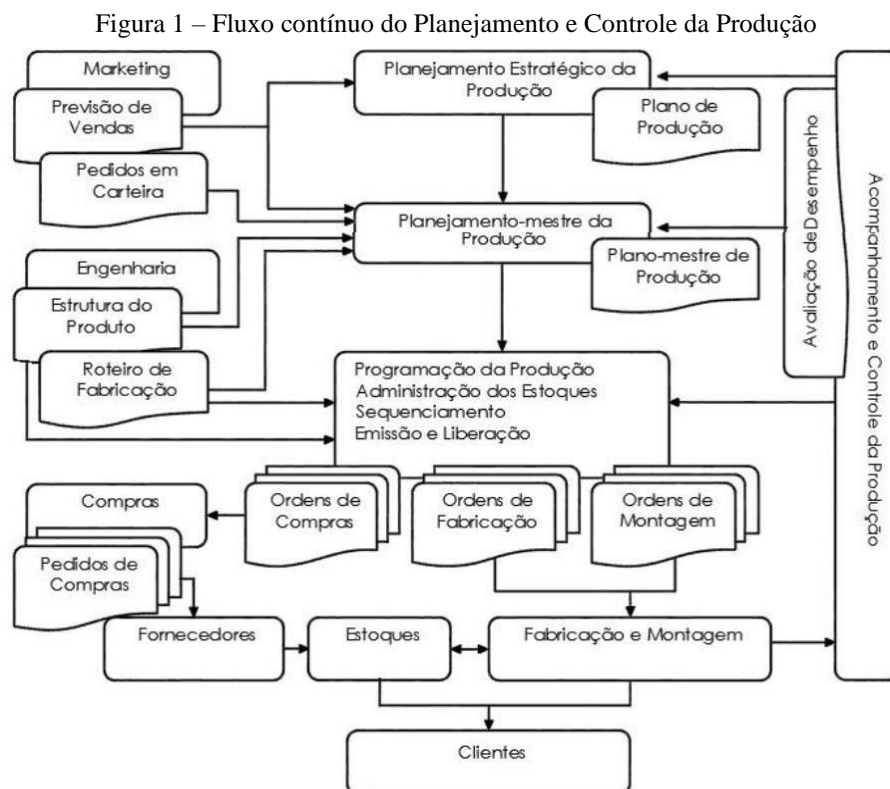 Figura 1 – Fluxo contínuo do Planejamento e Controle da Produção
Marketing
Previsão de
Vendas
Pedidos em
Carteira
Planejamento Estratégico da
Produção
Plano de
Produção
Planejamento-mestre da
Produção
Plano-mestre de
Produção
Engenharia
Estrutura do
Produto
Roteiro de
Fabricação
Programação da Produção
Administração dos Estoques
Sequenciamento
Emissão e Liberação
Avaliação de Desempenho
Acompanhamento e Controle da Produção
Compras
Pedidos de
Compras
Ordens de
Compras
Ordens de
Fabricação
Ordens de
Montagem
Fornecedores
Estoques
Fabricação e Montagem
Clientes